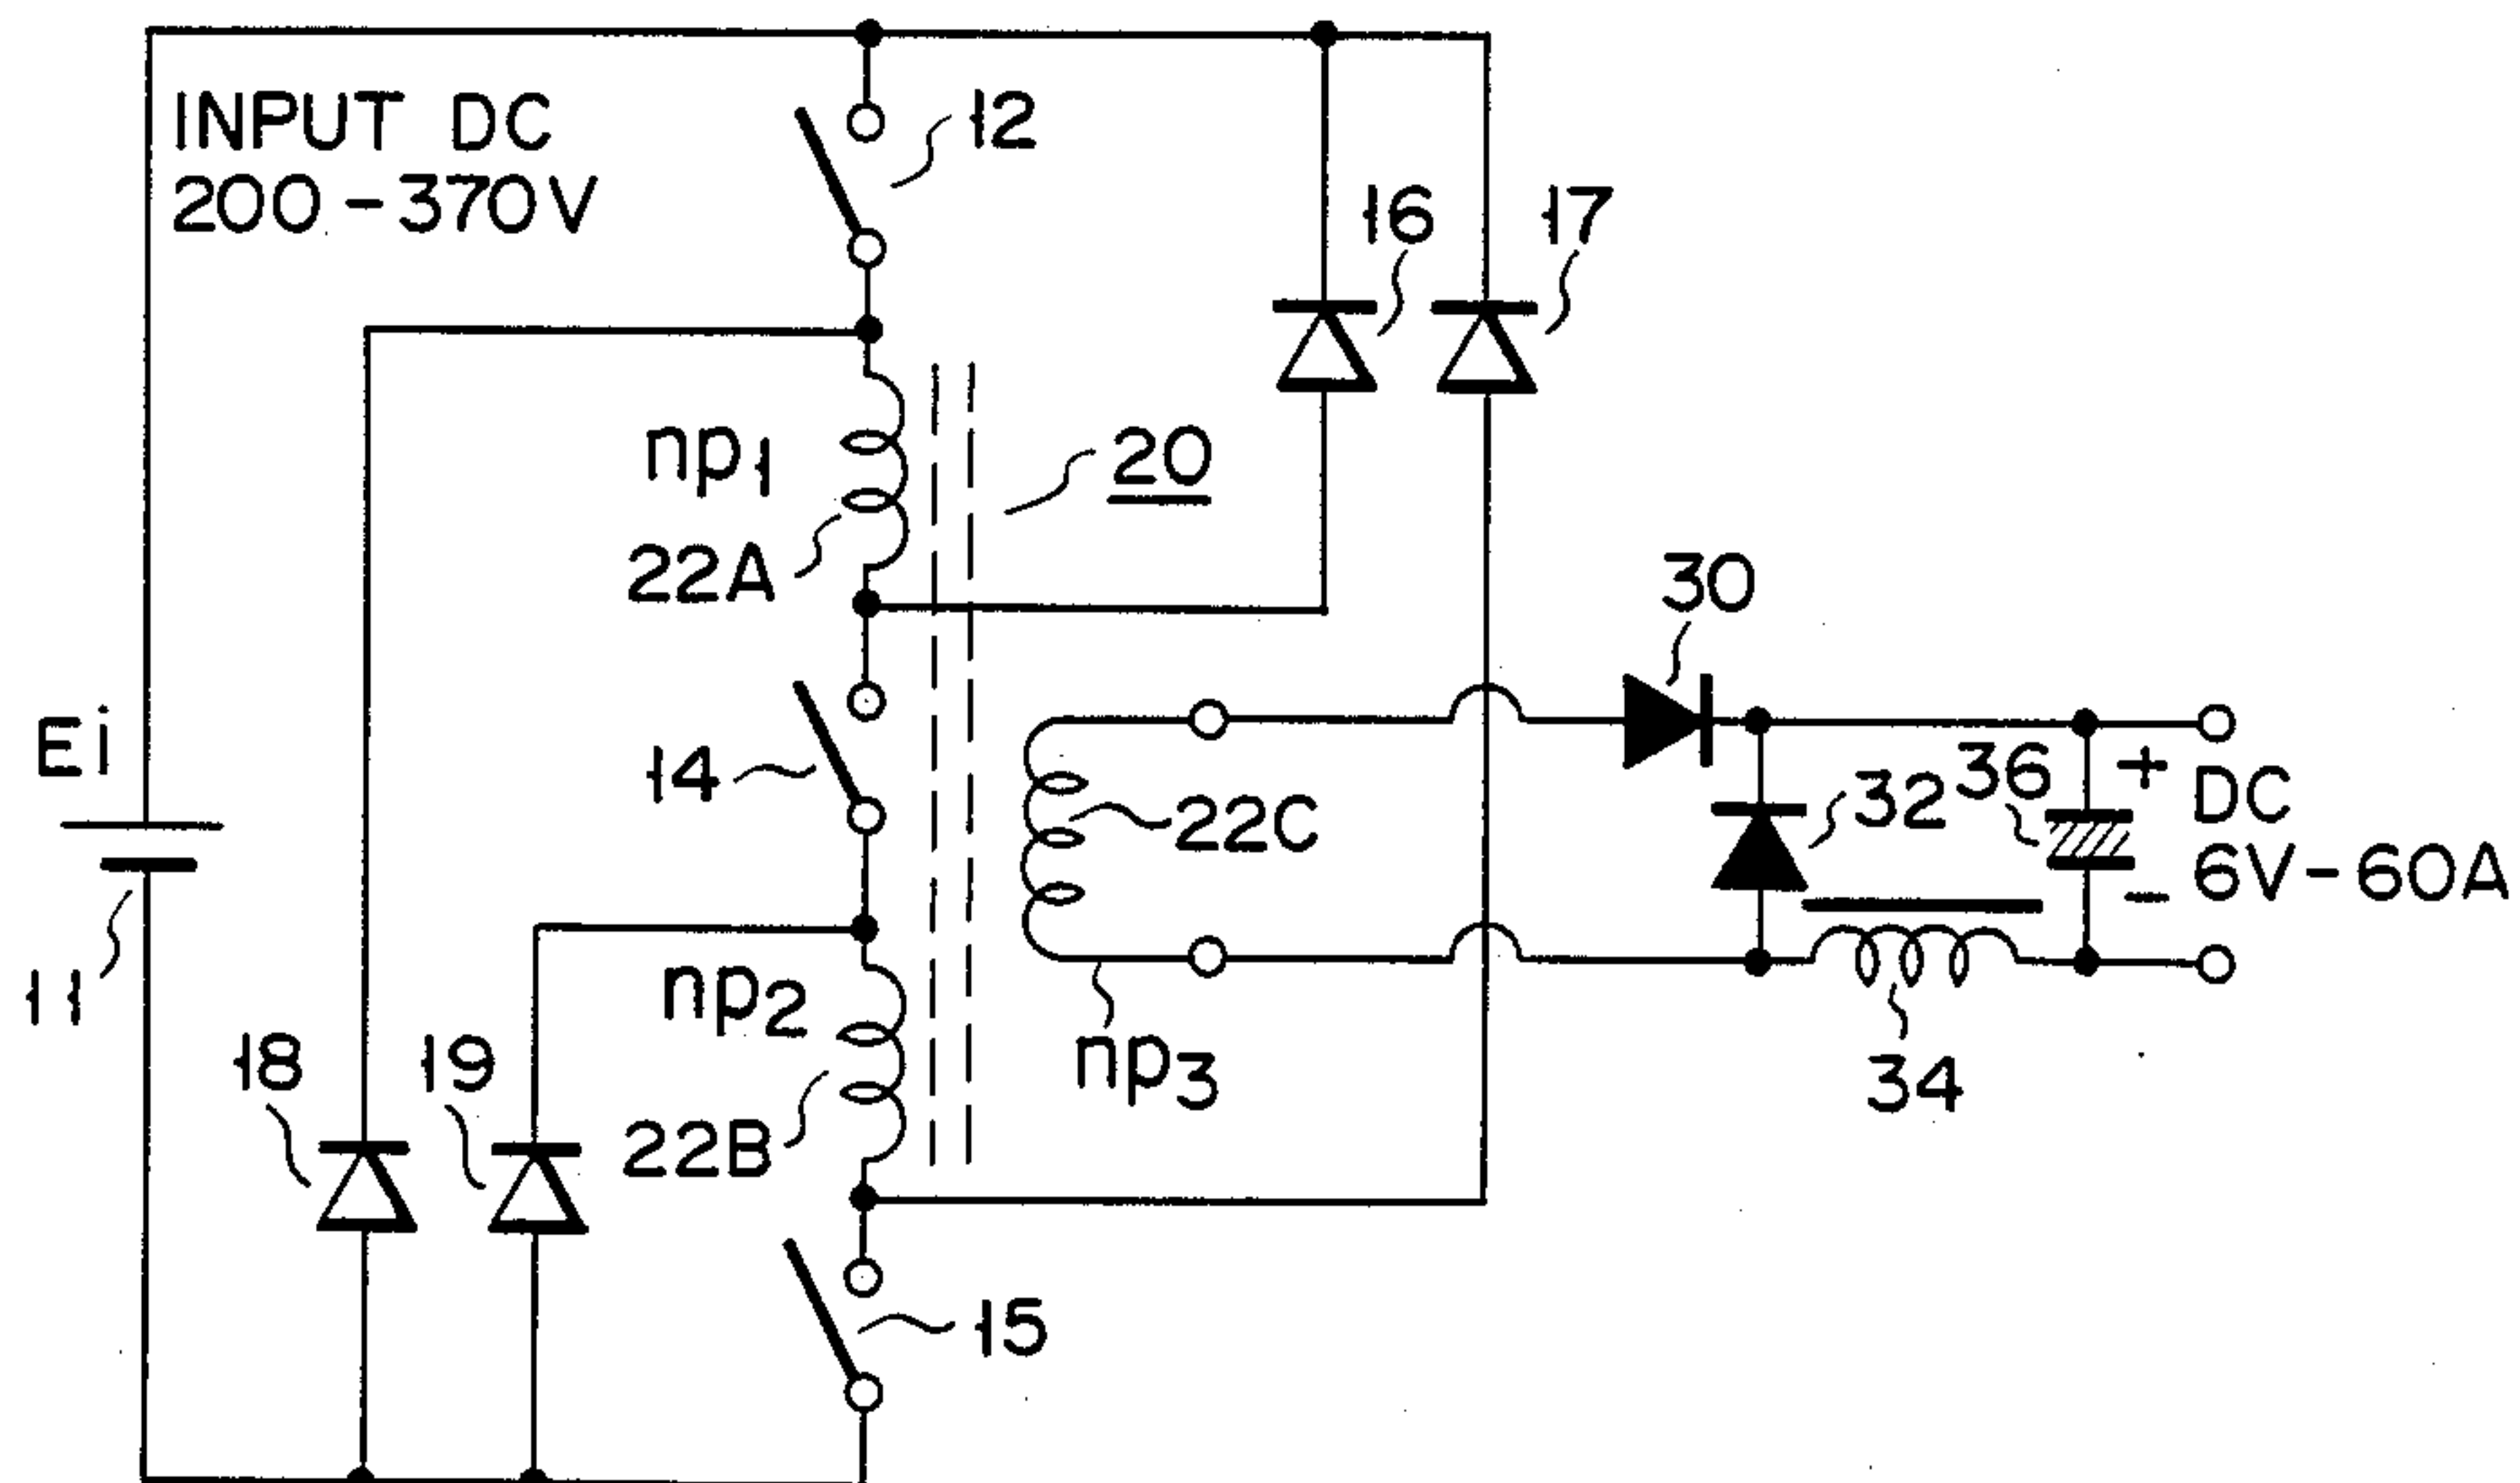 INPUT DC
200-370V
12
16
17
np1
20
22A
30
Ei
14
22C
32
36
+
DC
- 6V-60A
11
np2
18
19
np3
34
22B
15